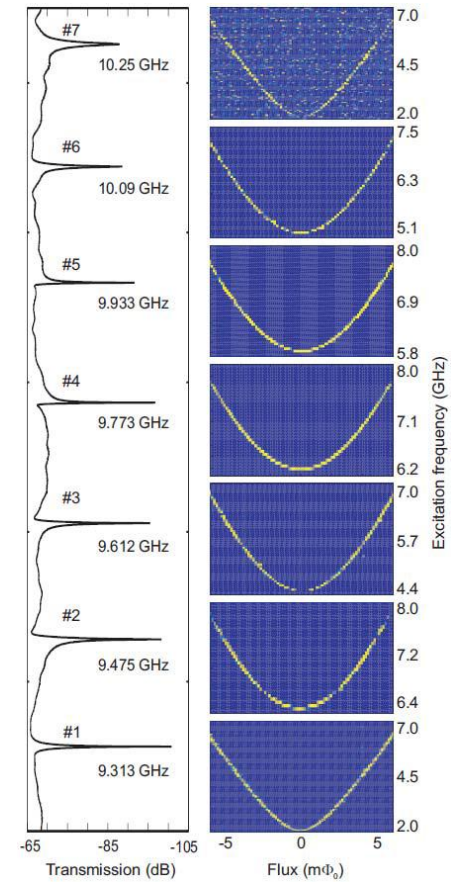 #7
10.25 GHz
7.0
4.5
2.0
#6
10.09 GHz
7.5
6.3
5.1
#5
9.933 GHz
8.0
6.9
5.8
#4
9.773 GHz
8.0
7.1
6.2
#3
9.612 GHz
7.0
5.7
4.4
#2
9.475 GHz
8.0
7.2
6.4
#1
9.313 GHz
7.0
4.5
2.0
Excitation frequency (GHz)
-65 -85 -105
Transmission (dB)
-5 0 5
Flux (mΦ₀)